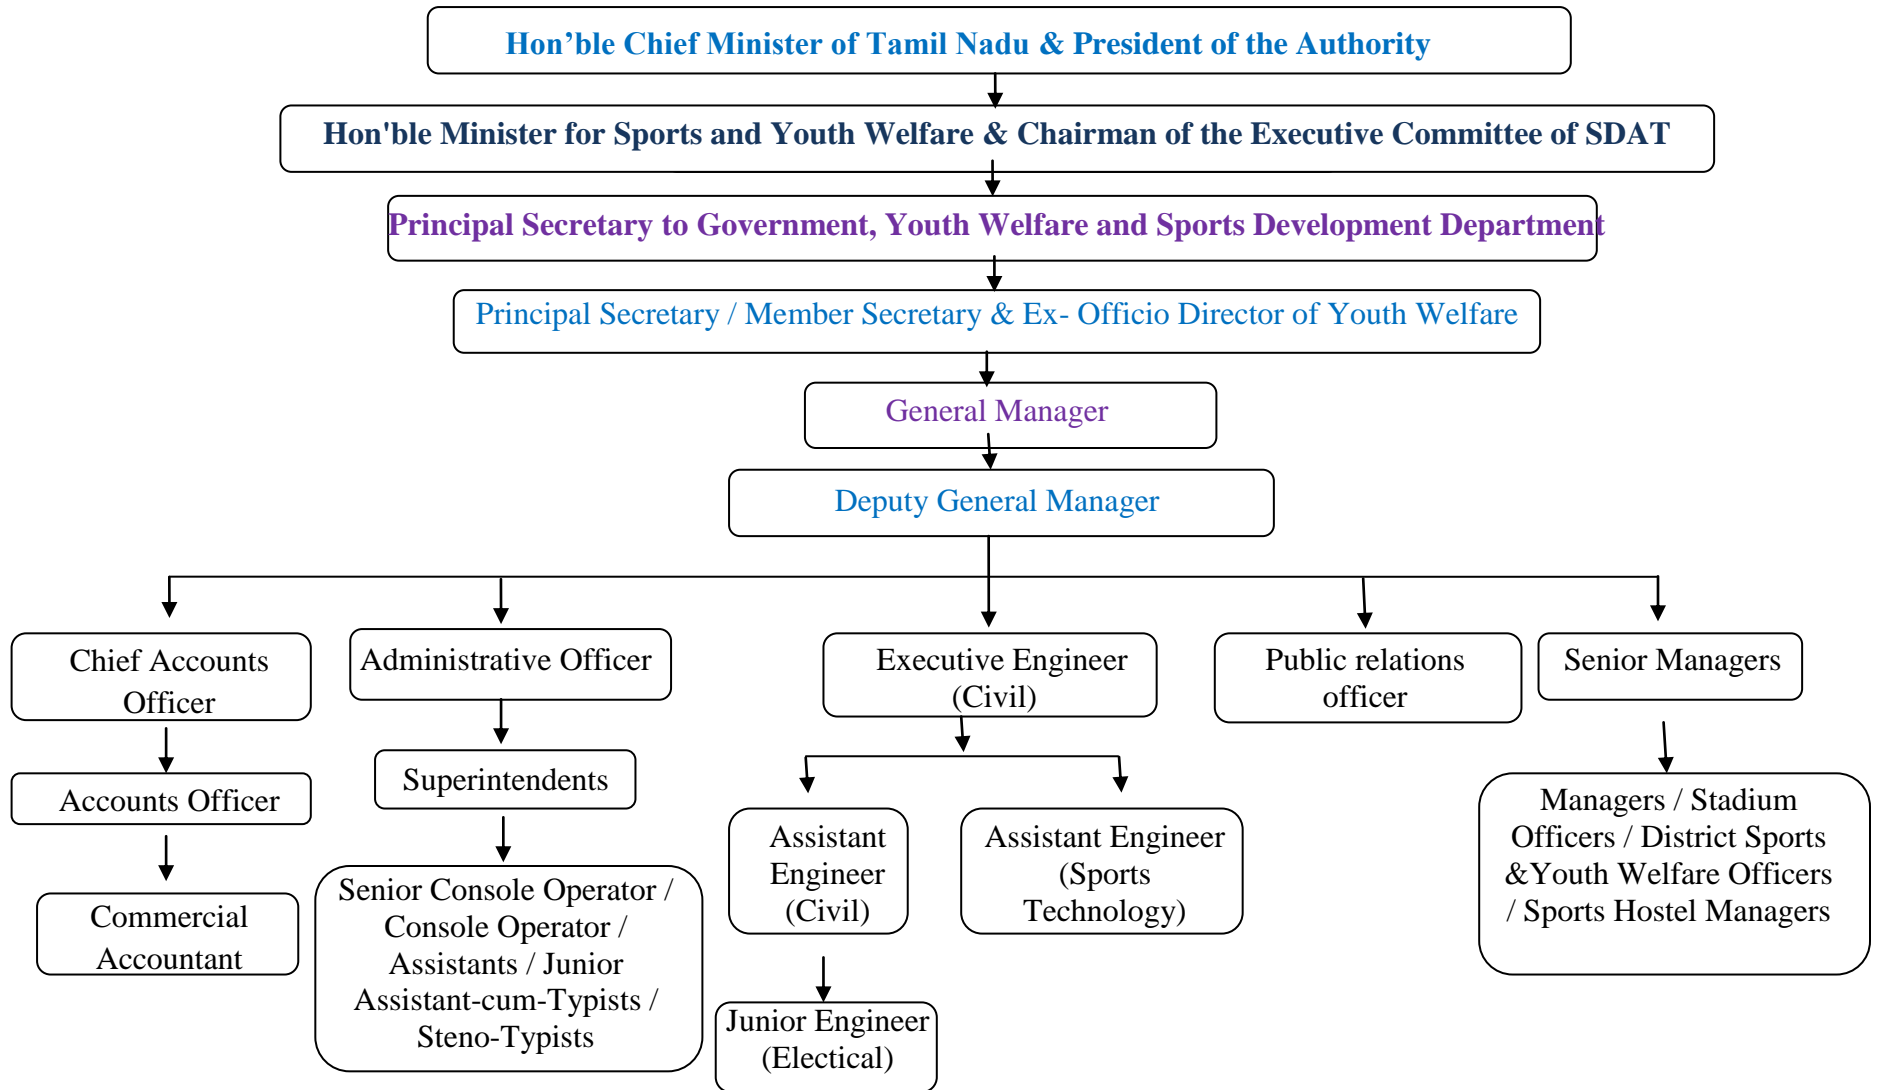 Hon’ble Chief Minister of Tamil Nadu & President of the Authority
Hon'ble Minister for Sports and Youth Welfare & Chairman of the Executive Committee of SDAT
Principal Secretary to Government, Youth Welfare and Sports Development Department
Principal Secretary / Member Secretary & Ex- Officio Director of Youth Welfare
General Manager
Deputy General Manager
Chief Accounts
Officer
Administrative Officer
Executive Engineer
(Civil)
Public relations
officer
Senior Managers
Accounts Officer
Superintendents
Assistant
Engineer
(Civil)
Assistant Engineer
(Sports
Technology)
Managers / Stadium
Officers / District Sports
&Youth Welfare Officers
/ Sports Hostel Managers
Commercial
Accountant
Senior Console Operator /
Console Operator /
Assistants / Junior
Assistant-cum-Typists /
Steno-Typists
Junior Engineer
(Electical)